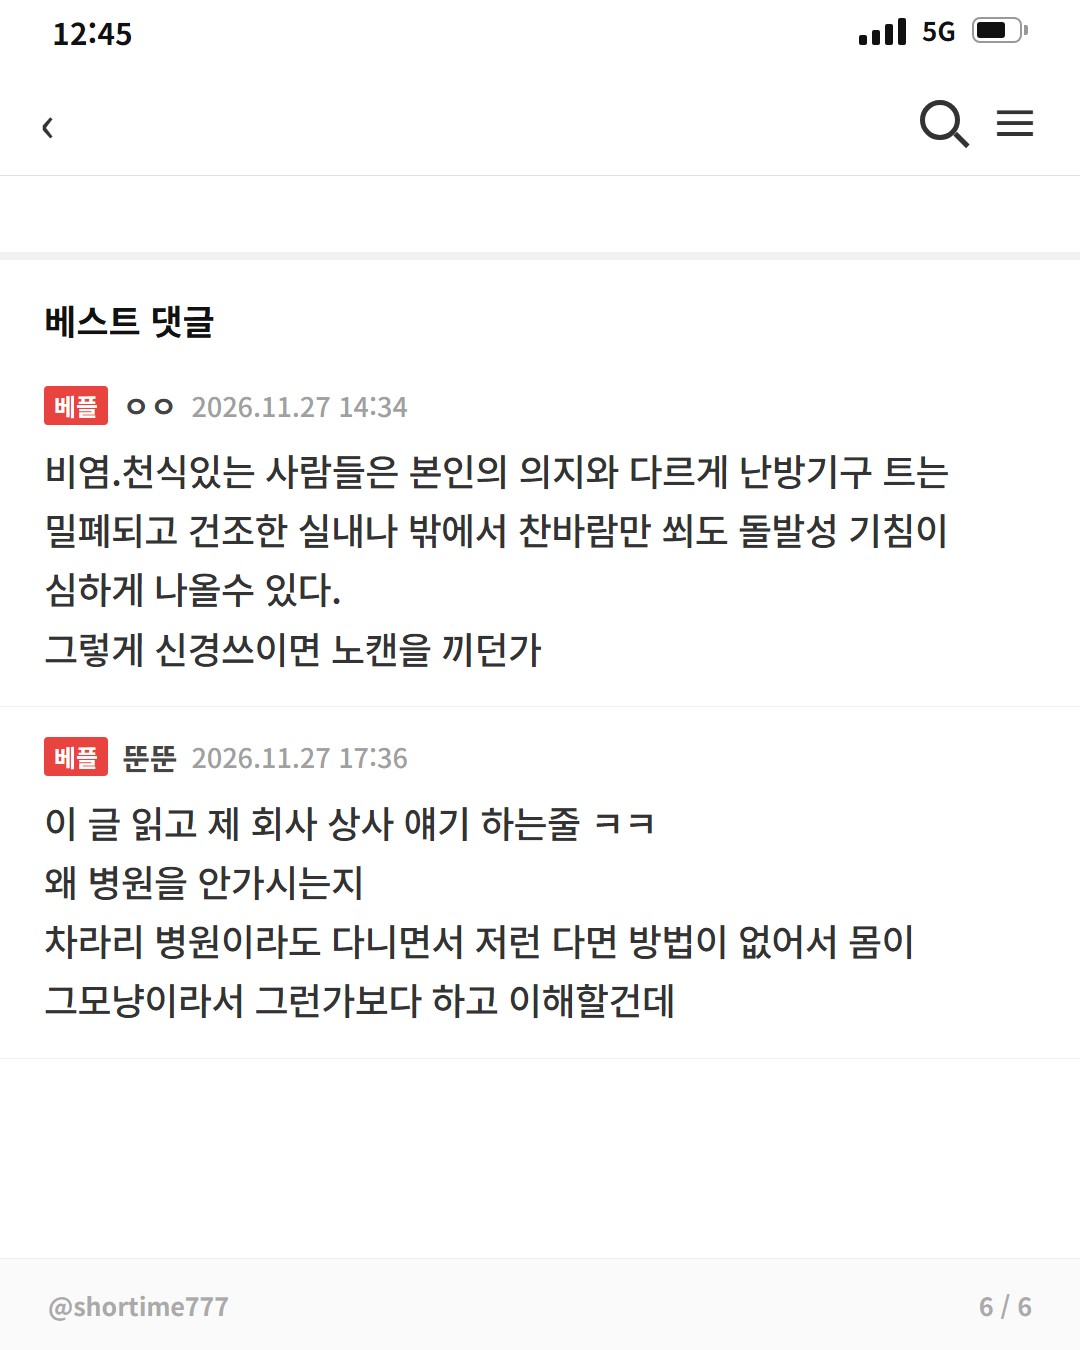 12:45
5G
베스트 댓글
베플 ㅇㅇ 2026.11.27 14:34
비염.천식있는 사람들은 본인의 의지와 다르게 난방기구 트는
밀폐되고 건조한 실내나 밖에서 찬바람만 쐬도 돌발성 기침이
심하게 나올수 있다.
그렇게 신경쓰이면 노캔을 끼던가
베플 뚠뚠 2026.11.27 17:36
이 글 읽고 제 회사 상사 얘기 하는줄 ㅋㅋ
왜 병원을 안가시는지
차라리 병원이라도 다니면서 저런 다면 방법이 없어서 몸이
그모냥이라서 그런가보다 하고 이해할건데
@shortime777
6 / 6